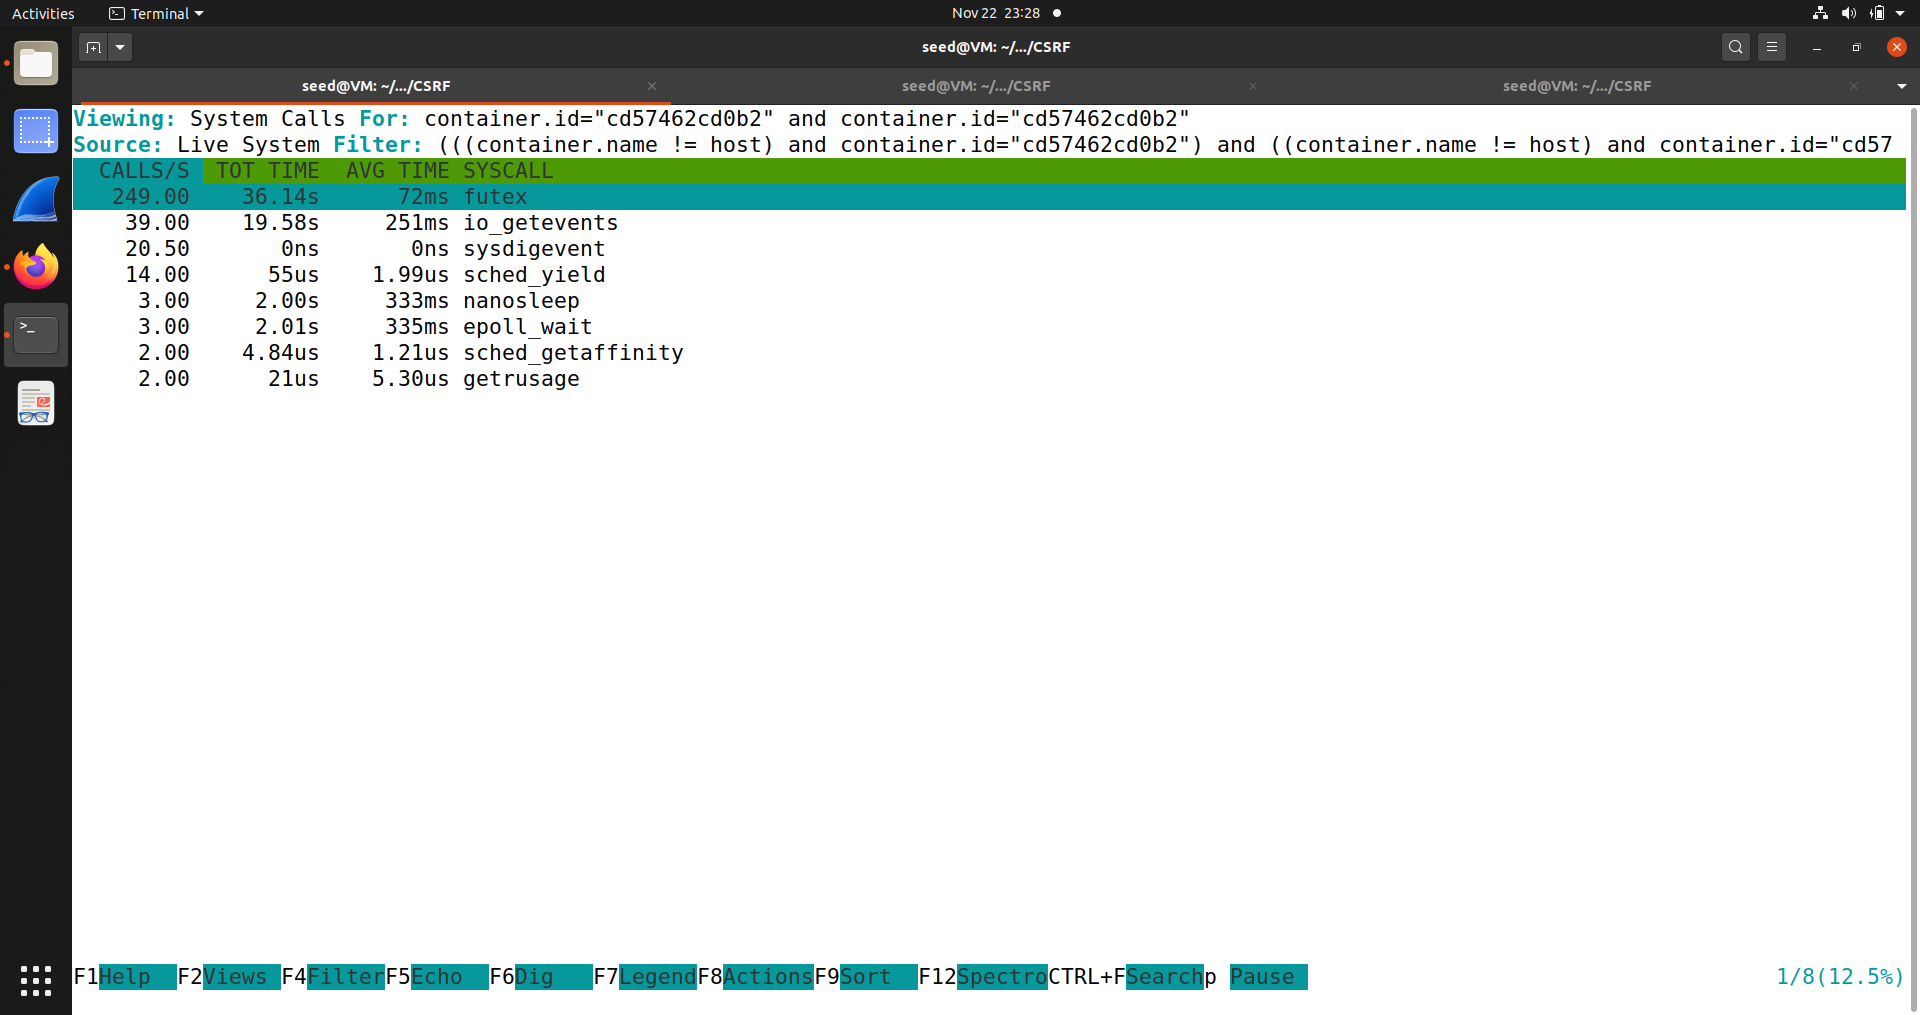 Activities Terminal Nov 22 23:28
seed@VM: ~/.../CSRF
seed@VM: ~/.../CSRF seed@VM: ~/.../CSRF seed@VM: ~/.../CSRF
Viewing: System Calls For: container.id="cd57462cd0b2" and container.id="cd57462cd0b2"
Source: Live System Filter: (((container.name != host) and container.id="cd57462cd0b2") and ((container.name != host) and container.id="cd57
CALLS/S TOT TIME AVG TIME SYSCALL
249.00 36.14s 72ms futex
39.00 19.58s 251ms io_getevents
20.50 0ns 0ns sysdigevent
14.00 55us 1.99us sched_yield
3.00 2.00s 333ms nanosleep
3.00 2.01s 335ms epoll_wait
2.00 4.84us 1.21us sched_getaffinity
2.00 21us 5.30us getrusage
F1Help F2Views F4FilterF5Echo F6Dig F7LegendF8ActionsF9Sort F12SpectroCTRL+FSearchp Pause 1/8(12.5%)